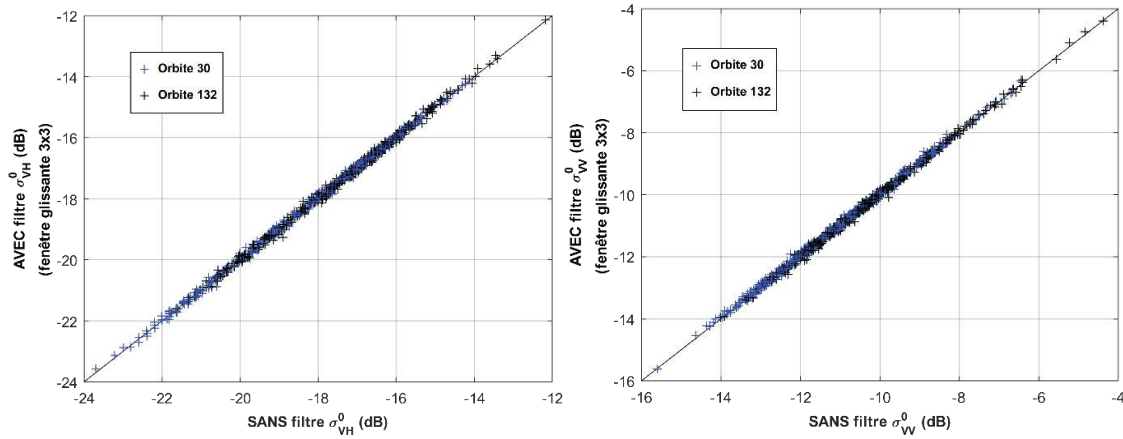 -12
-14
-16
-18
-20
-22
-24
-24
-22
-20
-18
-16
-14
-12
AVEC filtre σ⁰VH (dB)
(fenêtre glissante 3x3)
SANS filtre σ⁰VH (dB)
Orbite 30
Orbite 132
-4
-6
-8
-10
-12
-14
-16
-16
-14
-12
-10
-8
-6
-4
AVEC filtre σ⁰VV (dB)
(fenêtre glissante 3x3)
SANS filtre σ⁰VV (dB)
Orbite 30
Orbite 132